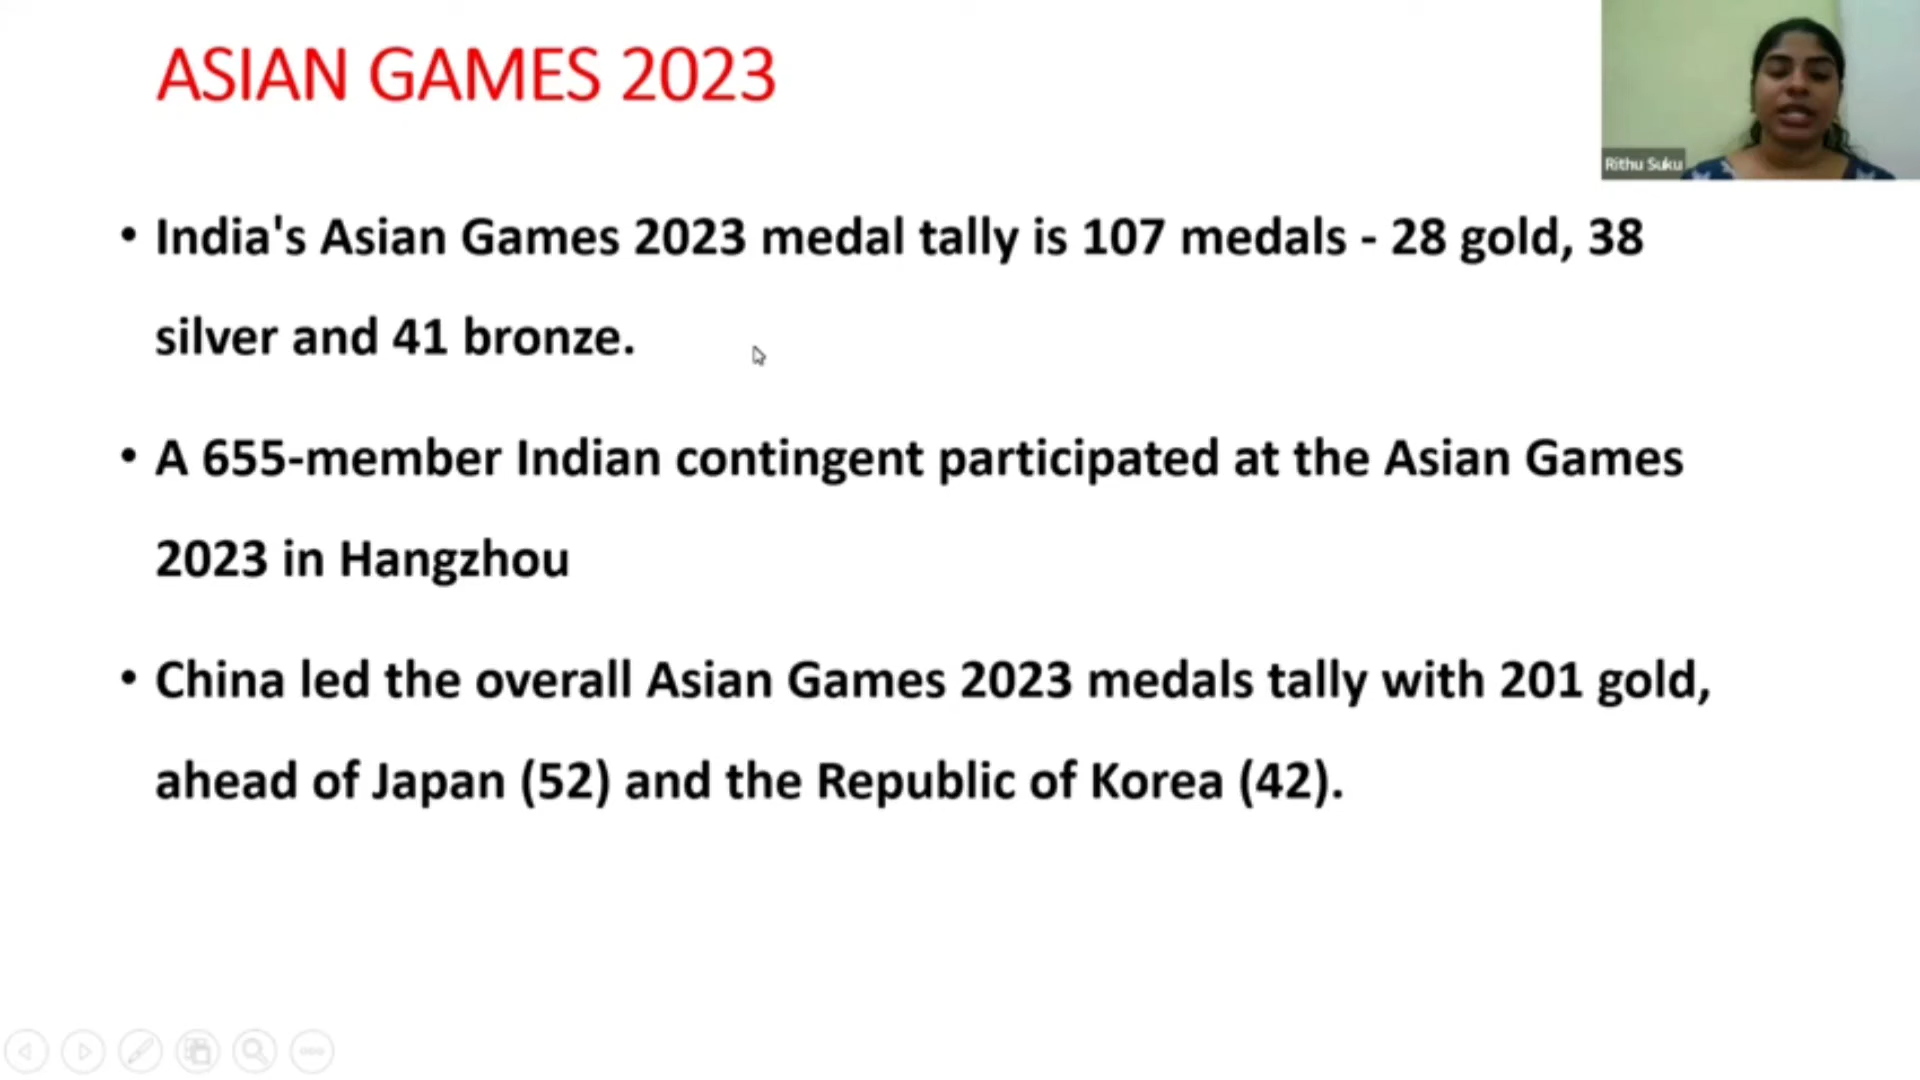 ASIAN GAMES 2023
Rithu Suku
• India's Asian Games 2023 medal tally is 107 medals - 28 gold, 38
silver and 41 bronze.
• A 655-member Indian contingent participated at the Asian Games
2023 in Hangzhou
• China led the overall Asian Games 2023 medals tally with 201 gold,
ahead of Japan (52) and the Republic of Korea (42).